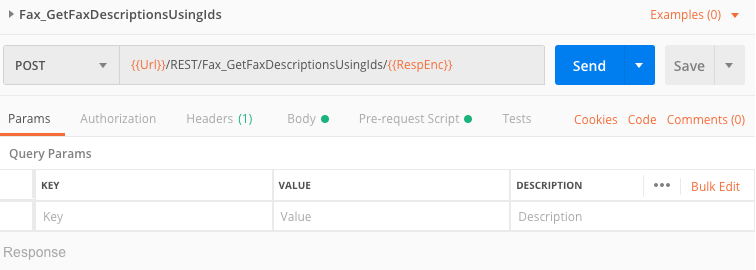 Fax_GetFaxDescriptionsUsingIds Examples (0)
POST {{Url}}/REST/Fax_GetFaxDescriptionsUsingIds/{{RespEnc}} Send Save
Params Authorization Headers (1) Body Pre-request Script Tests Cookies Code Comments (0)
Query Params
KEY VALUE DESCRIPTION ••• Bulk Edit
Key Value Description
Response